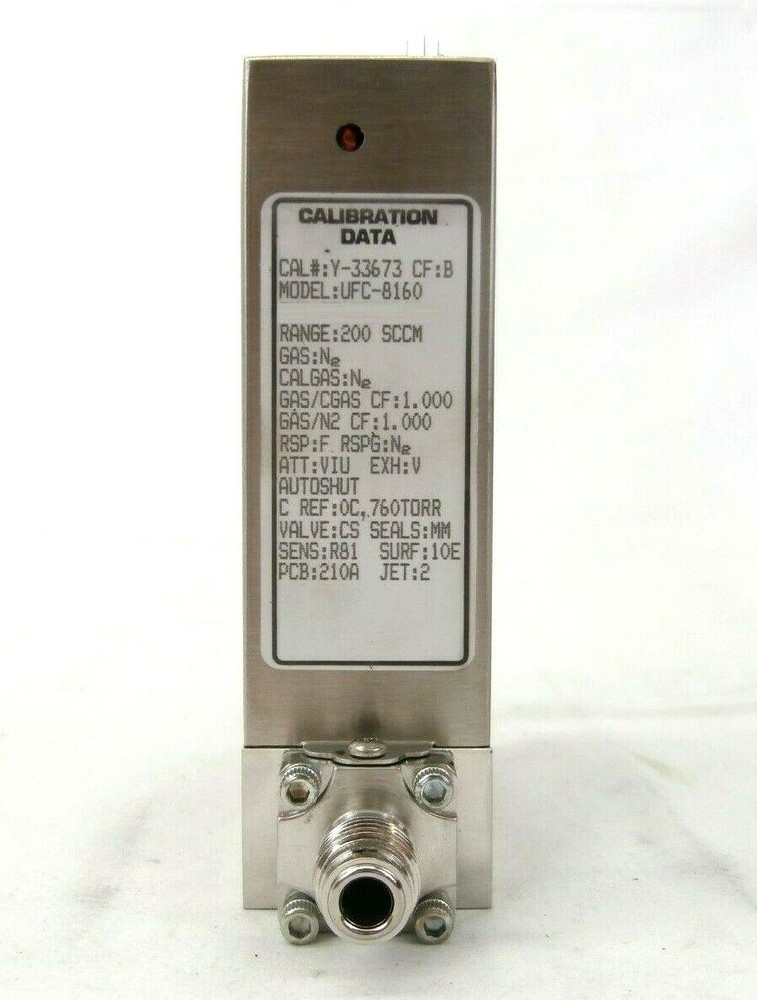 CALIBRATION
DATA
CAL#:Y-33673 CF:B
MODEL:UFC-8160
RANGE:200 SCCM
GAS:N₂
CALGAS:N₂
GAS/CGAS CF:1.000
GAS/N2 CF:1.000
RSP:F RSPG:N₂
ATT:VIU EXH:V
AUTOSHUT
C REF:0C,760TORR
VALVE:CS SEALS:MM
SENS:R81 SURF:10E
PCB:210A JET:2